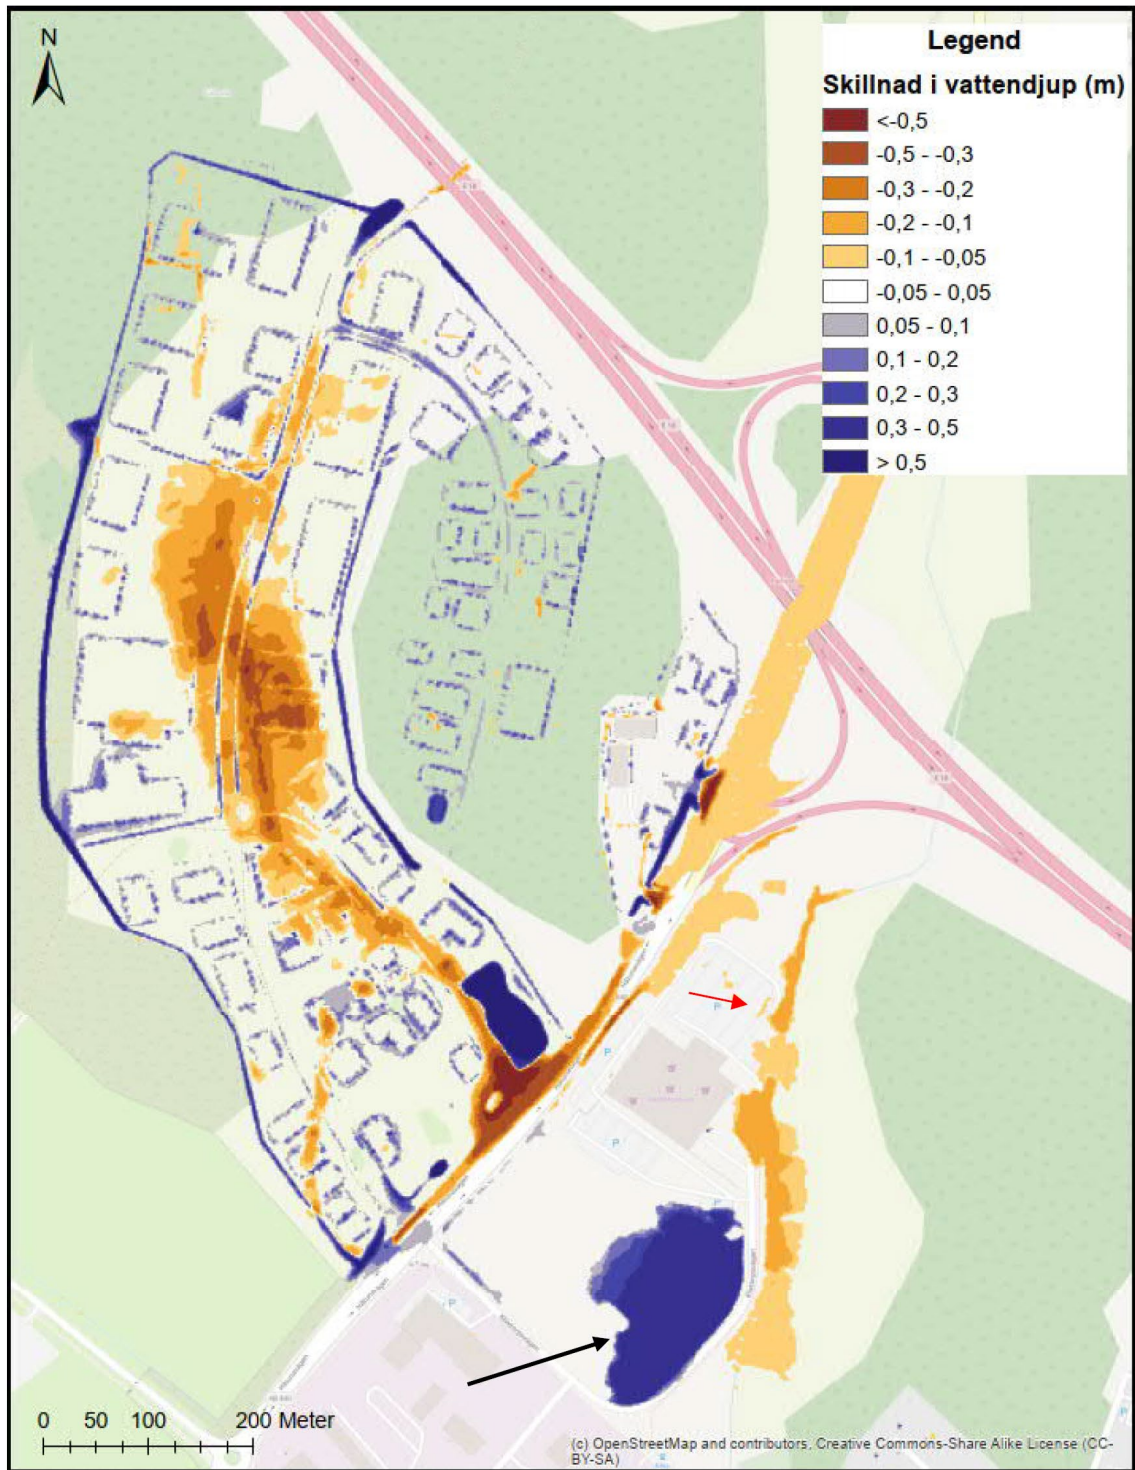 N
Legend
Skillnad i vattendjup (m)
<-0,5
-0,5 - -0,3
-0,3 - -0,2
-0,2 - -0,1
-0,1 - -0,05
-0,05 - 0,05
0,05 - 0,1
0,1 - 0,2
0,2 - 0,3
0,3 - 0,5
> 0,5
E 18
E 18
E 18
P
P
P
P
P
P
0 50 100 200 Meter
(c) OpenStreetMap and contributors, Creative Commons-Share Alike License (CC-
BY-SA)